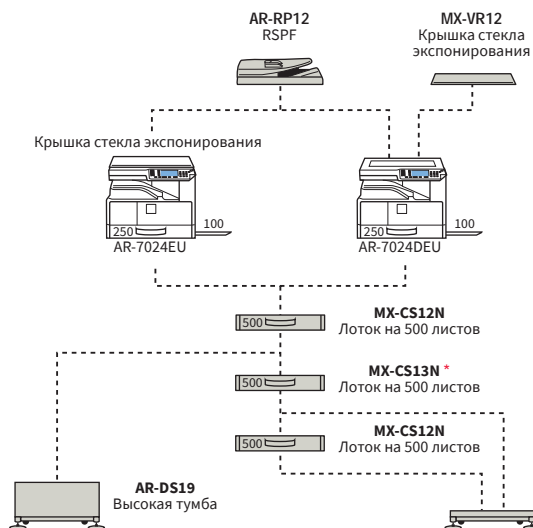 AR-RP12
RSPF
MX-VR12
Крышка стекла
экспонирования
Крышка стекла экспонирования
250
100
AR-7024EU
250
100
AR-7024DEU
500
MX-CS12N
Лоток на 500 листов
500
MX-CS13N *
Лоток на 500 листов
500
MX-CS12N
Лоток на 500 листов
AR-DS19
Высокая тумба